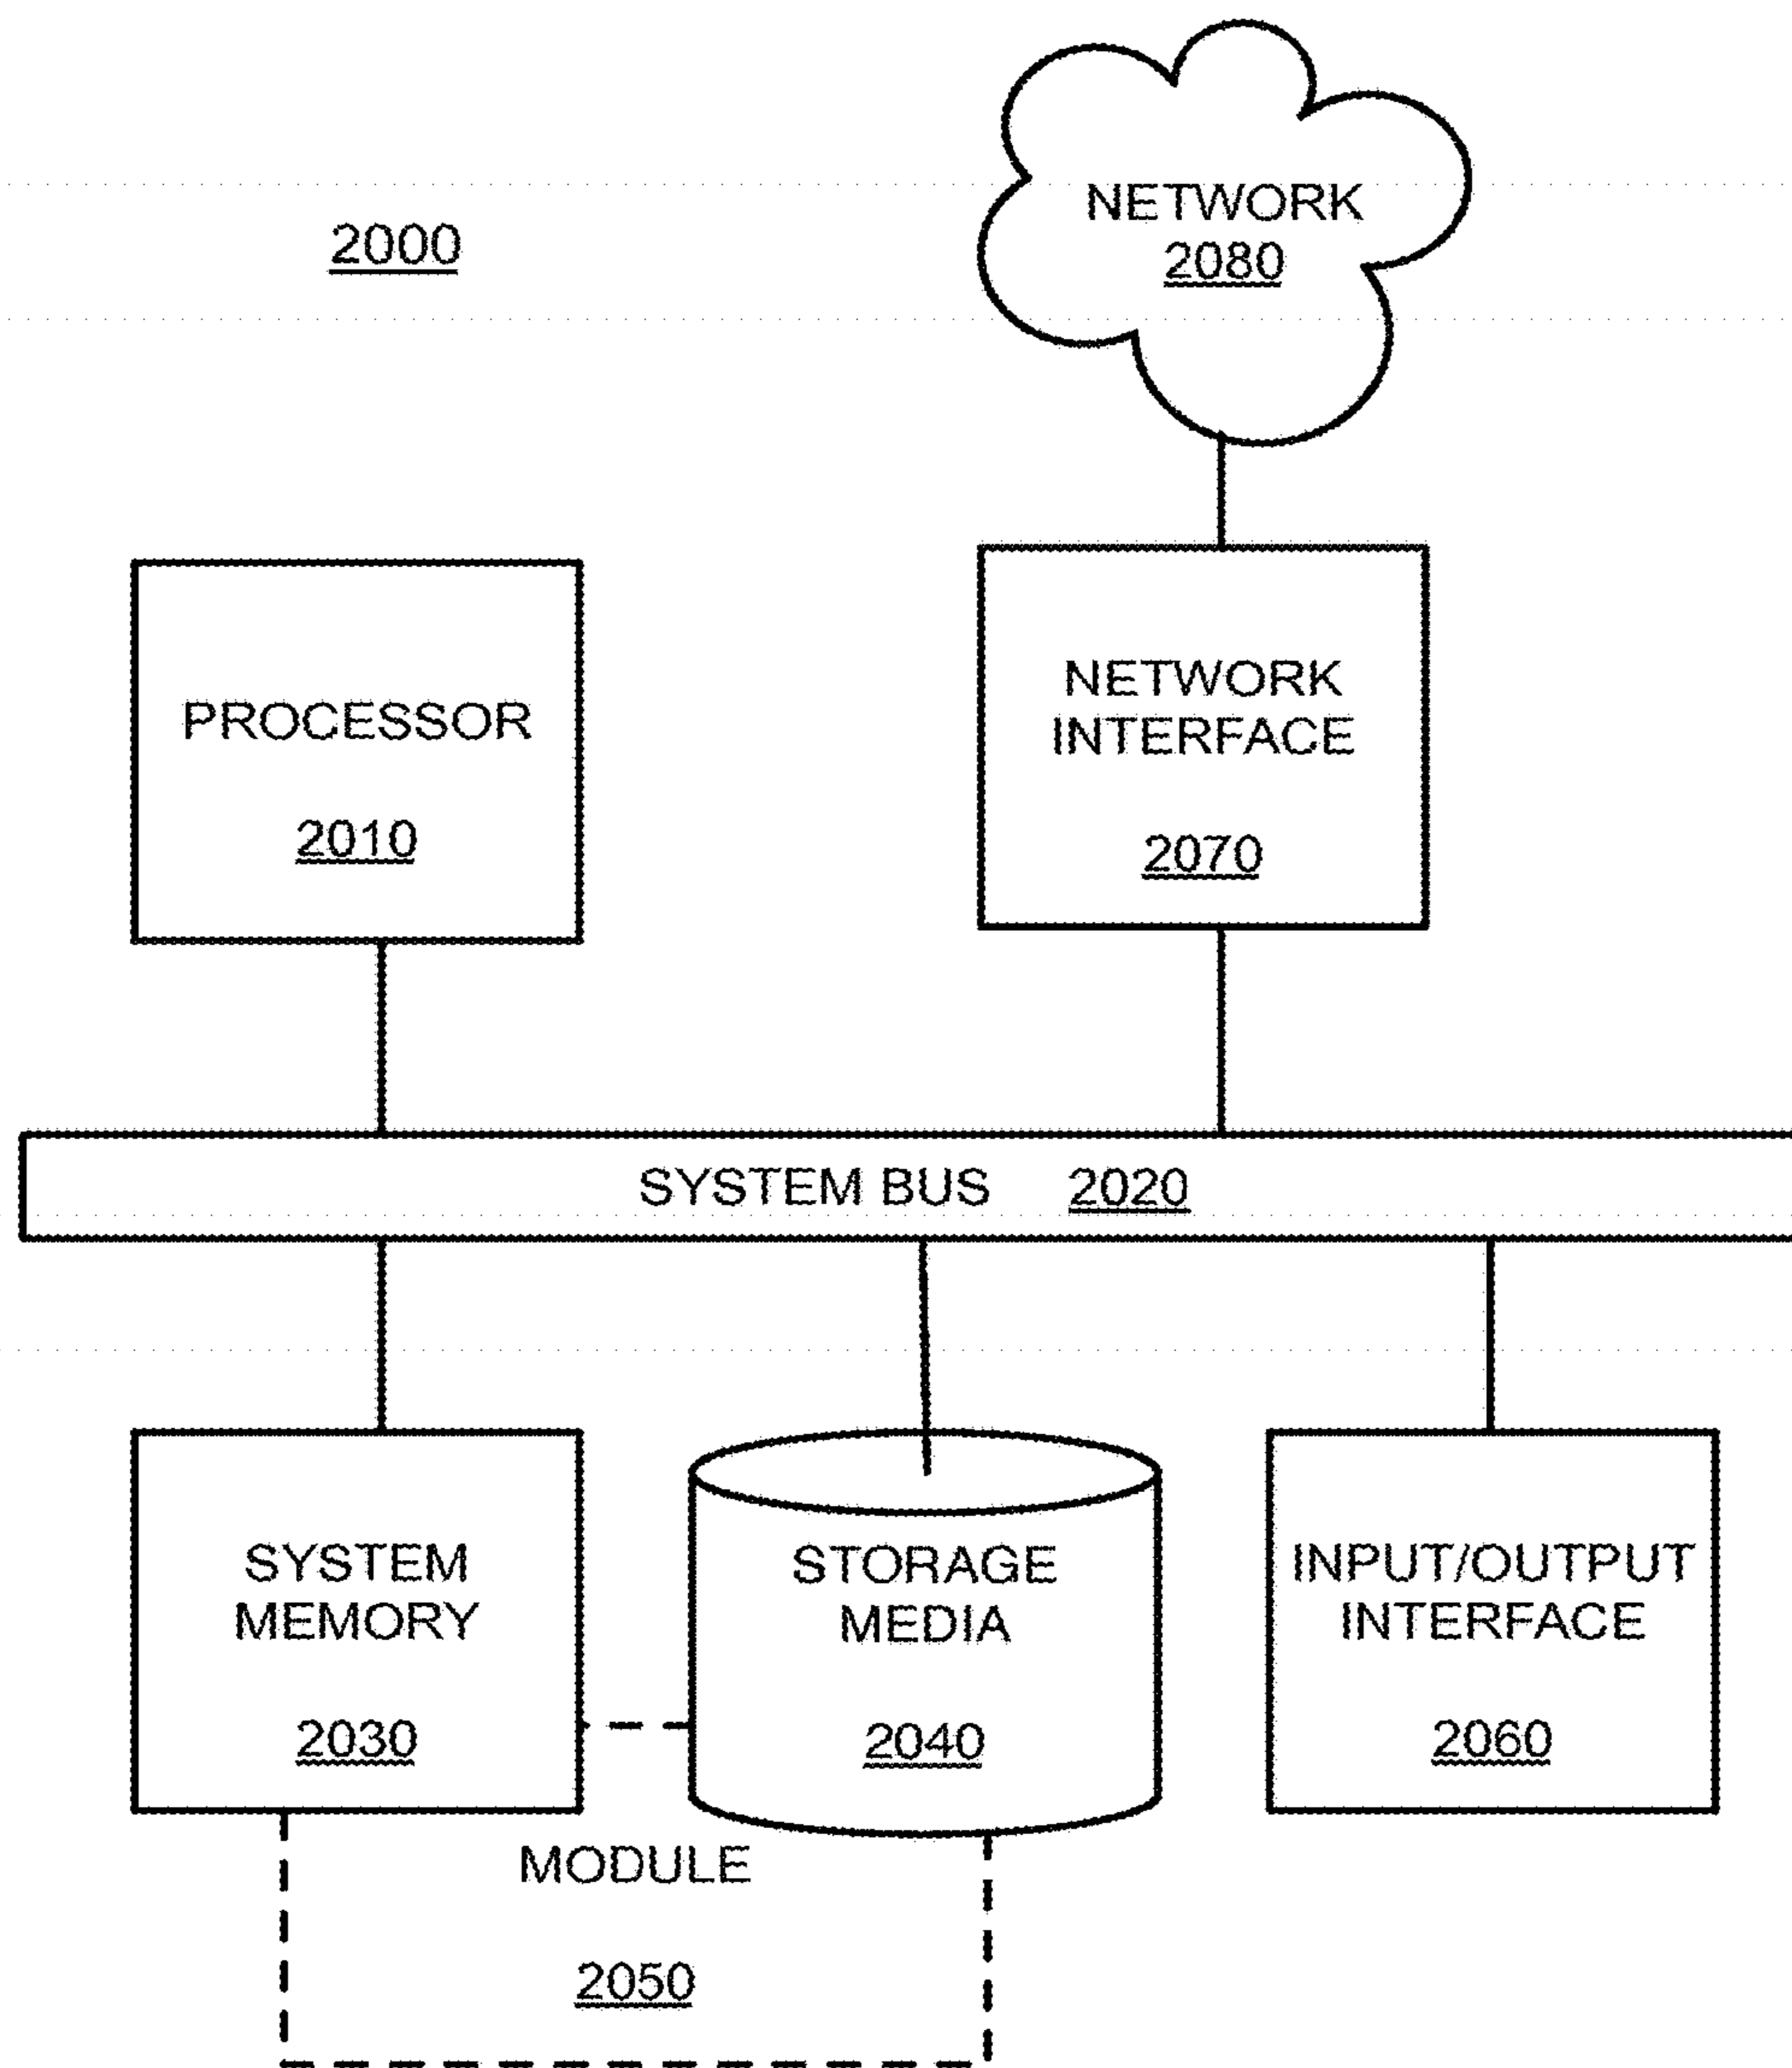 2000
NETWORK
2080
PROCESSOR
2010
NETWORK
INTERFACE
2070
SYSTEM BUS 2020
SYSTEM
MEMORY
2030
STORAGE
MEDIA
2040
INPUT/OUTPUT
INTERFACE
2060
MODULE
2050